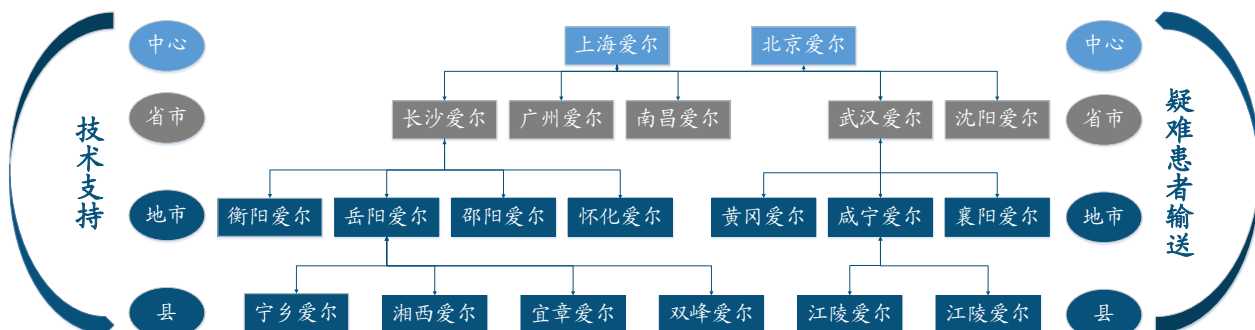 中心
上海爱尔
北京爱尔
中心
省市
长沙爱尔
广州爱尔
南昌爱尔
武汉爱尔
沈阳爱尔
省市
技术支持
疑难患者输送
地市
衡阳爱尔
岳阳爱尔
邵阳爱尔
怀化爱尔
黄冈爱尔
咸宁爱尔
襄阳爱尔
地市
县
宁乡爱尔
湘西爱尔
宜章爱尔
双峰爱尔
江陵爱尔
江陵爱尔
县